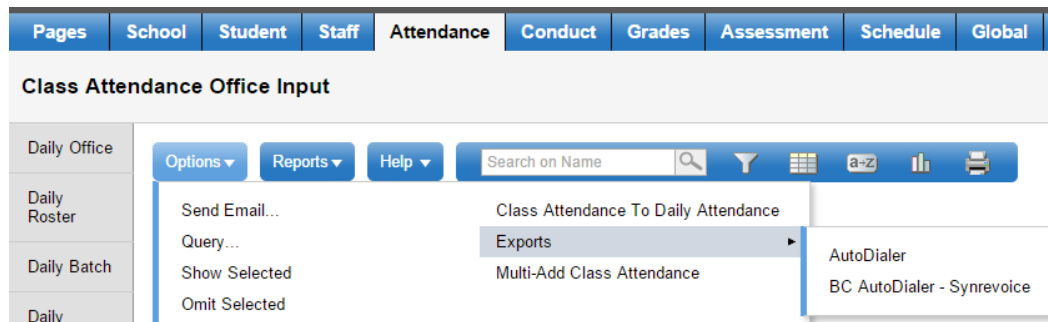 Pages School Student Staff Attendance Conduct Grades Assessment Schedule Global
Class Attendance Office Input
Daily Office
Daily
Roster
Daily Batch
Daily
Options Reports Help Search on Name a-z
Send Email... Class Attendance To Daily Attendance
Query... Exports
Show Selected Multi-Add Class Attendance
Omit Selected
AutoDialer
BC AutoDialer - Synrevoice